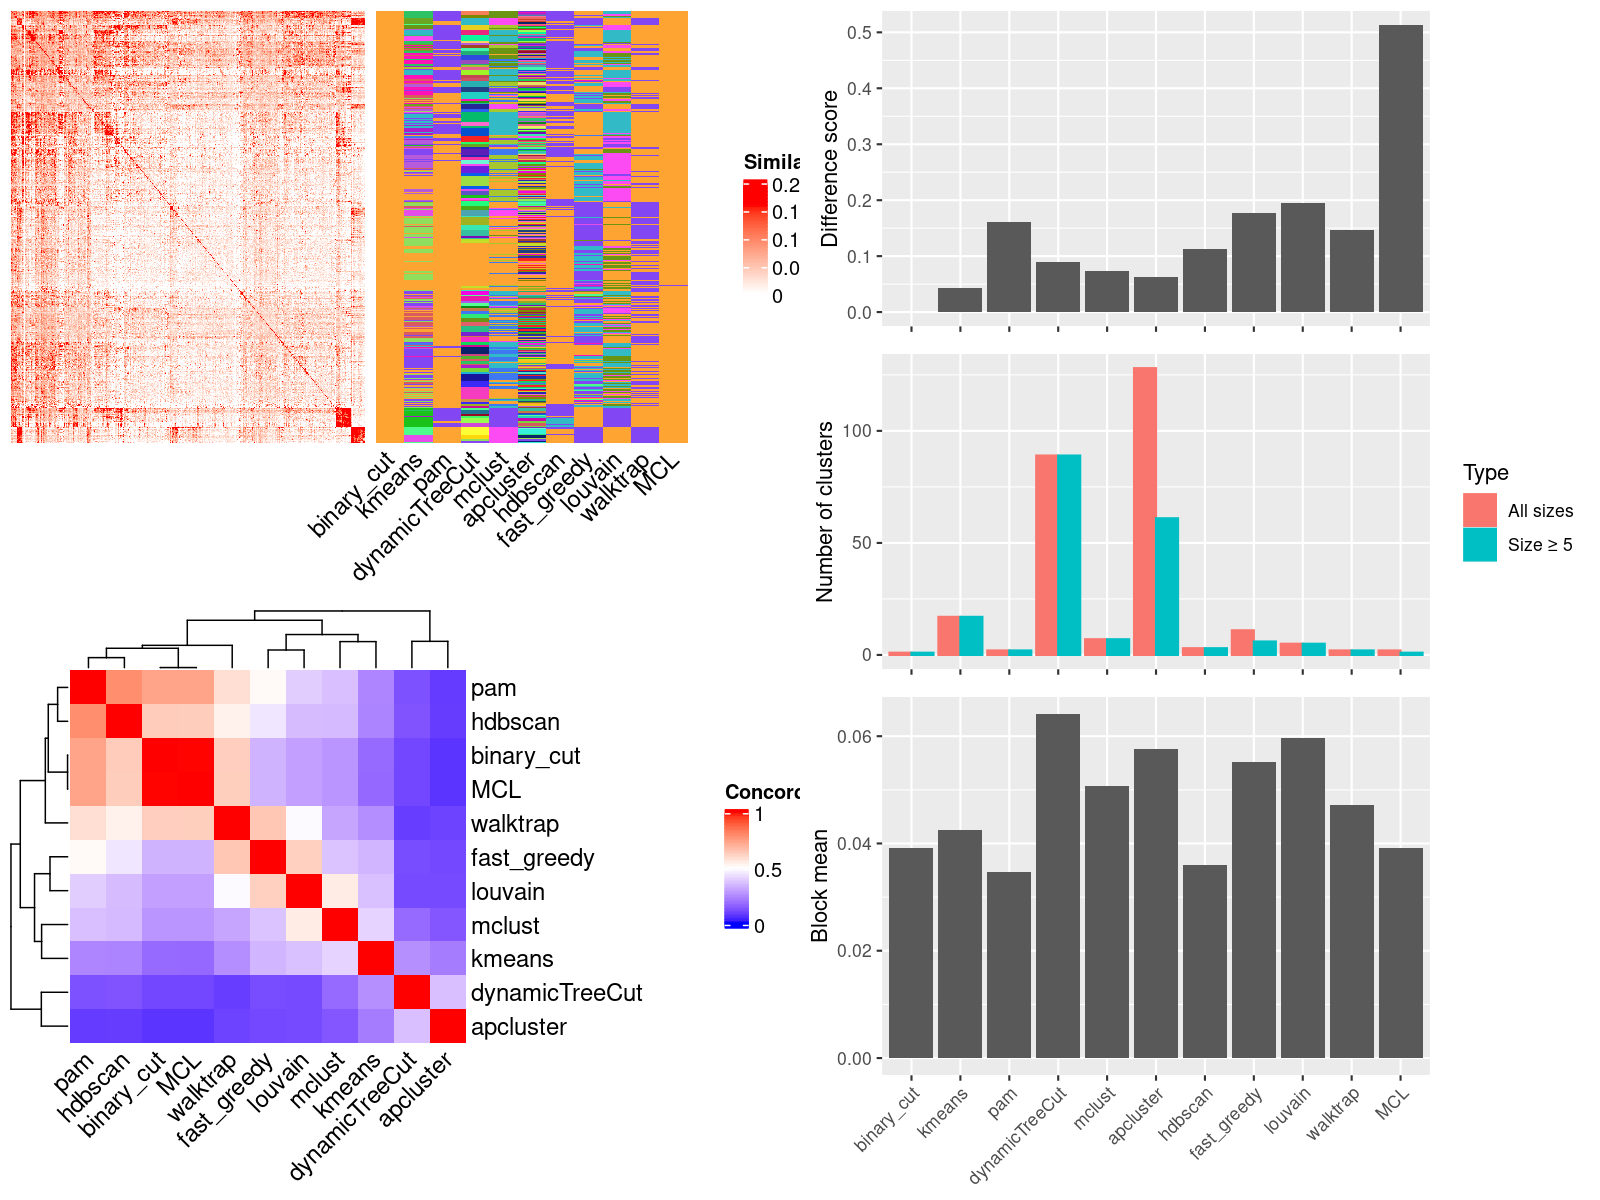 Simila
0.2
0.1
0.1
0.0
0
binary_cut
kmeans
pam
dynamicTreeCut
mclust
apcluster
hdbscan
fast_greedy
louvain
walktrap
MCL
pam
hdbscan
binary_cut
MCL
walktrap
fast_greedy
louvain
mclust
kmeans
dynamicTreeCut
apcluster
Concord
1
0.5
0
pam
hdbscan
binary_cut
MCL
walktrap
fast_greedy
louvain
mclust
kmeans
dynamicTreeCut
apcluster
Difference score
0.5
0.4
0.3
0.2
0.1
0.0
Number of clusters
100
50
0
Type
All sizes
Size ≥ 5
Block mean
0.06
0.04
0.02
0.00
binary_cut
kmeans
pam
dynamicTreeCut
mclust
apcluster
hdbscan
fast_greedy
louvain
walktrap
MCL